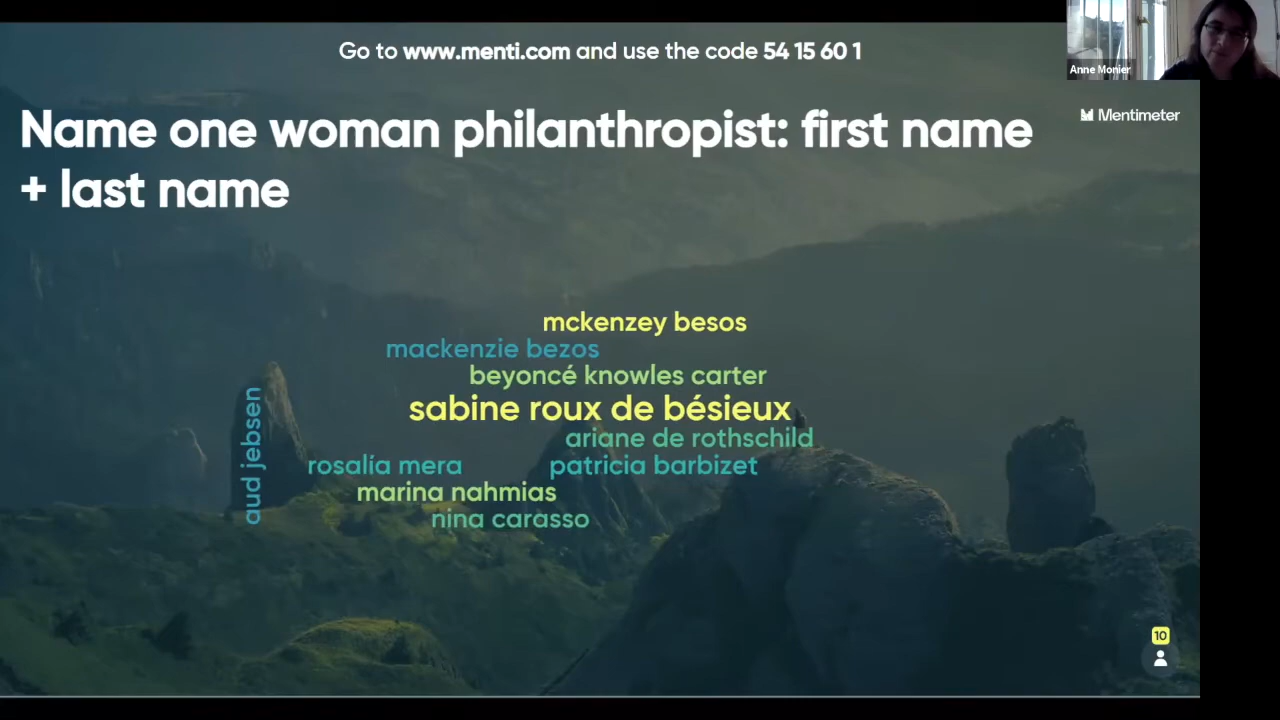 Go to www.menti.com and use the code 54 15 60 1
Anne Monier
Mentimeter
Name one woman philanthropist: first name
+ last name
mckenzey besos
mackenzie bezos
beyoncé knowles carter
sabine roux de bésieux
ariane de rothschild
aud jebsen
rosalía mera
patricia barbizet
marina nahmias
nina carasso
10